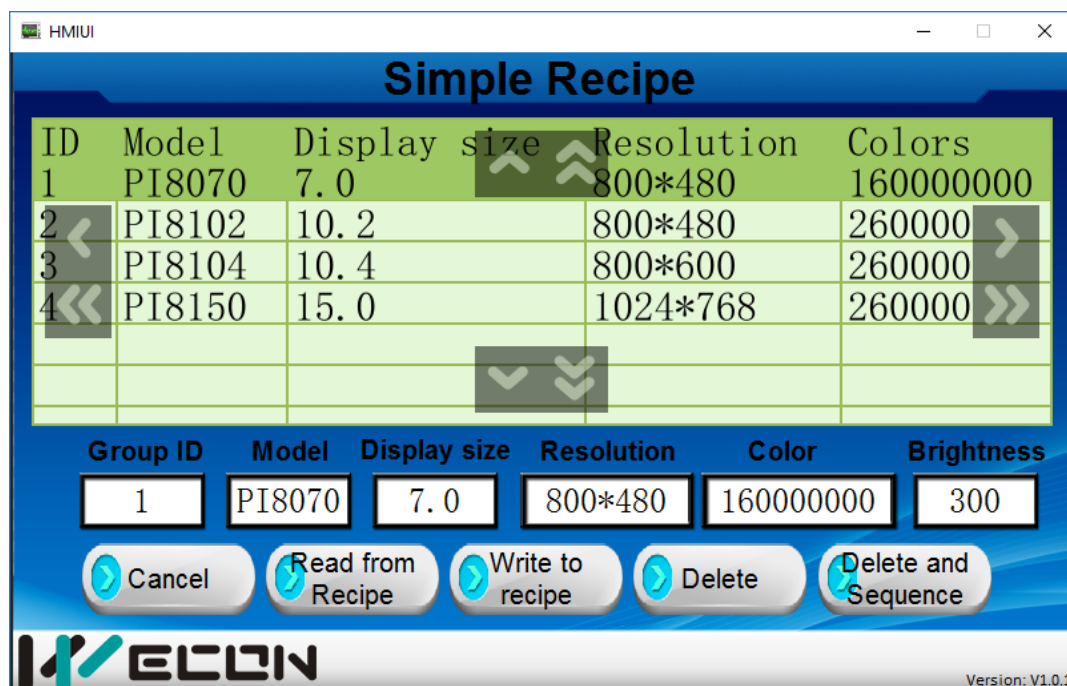 HMIUI
Simple Recipe
ID Model Display size Resolution Colors
1 PI8070 7.0 800*480 160000000
2 PI8102 10.2 800*480 260000
3 PI8104 10.4 800*600 260000
4 PI8150 15.0 1024*768 260000
Group ID Model Display size Resolution Color Brightness
1 PI8070 7.0 800*480 160000000 300
Cancel
Read from
Recipe
Write to
recipe
Delete
Delete and
Sequence
WECON
Version: V1.0.1